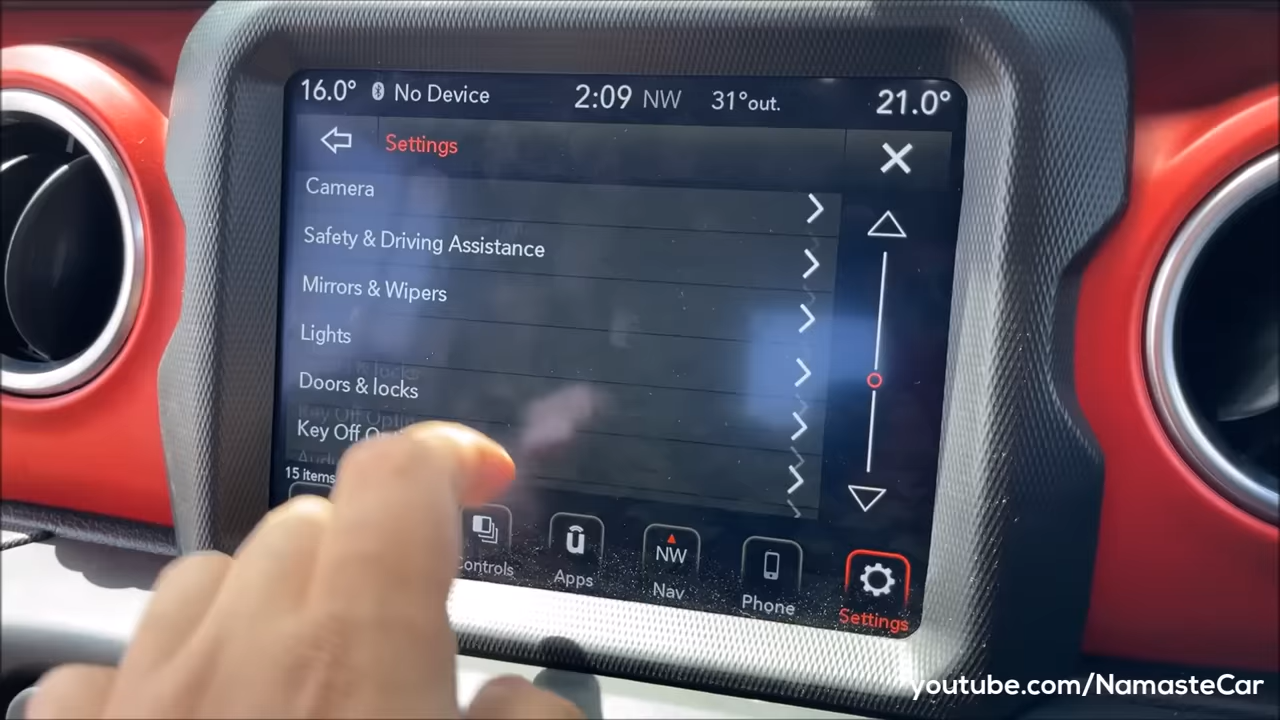 16.0° No Device 2:09 NW 31°out. 21.0°
Settings
Camera
Safety & Driving Assistance
Mirrors & Wipers
Lights
Doors & locks
Key Off
15 items
Controls Apps NW Nav Phone Settings
youtube.com/NamasteCar